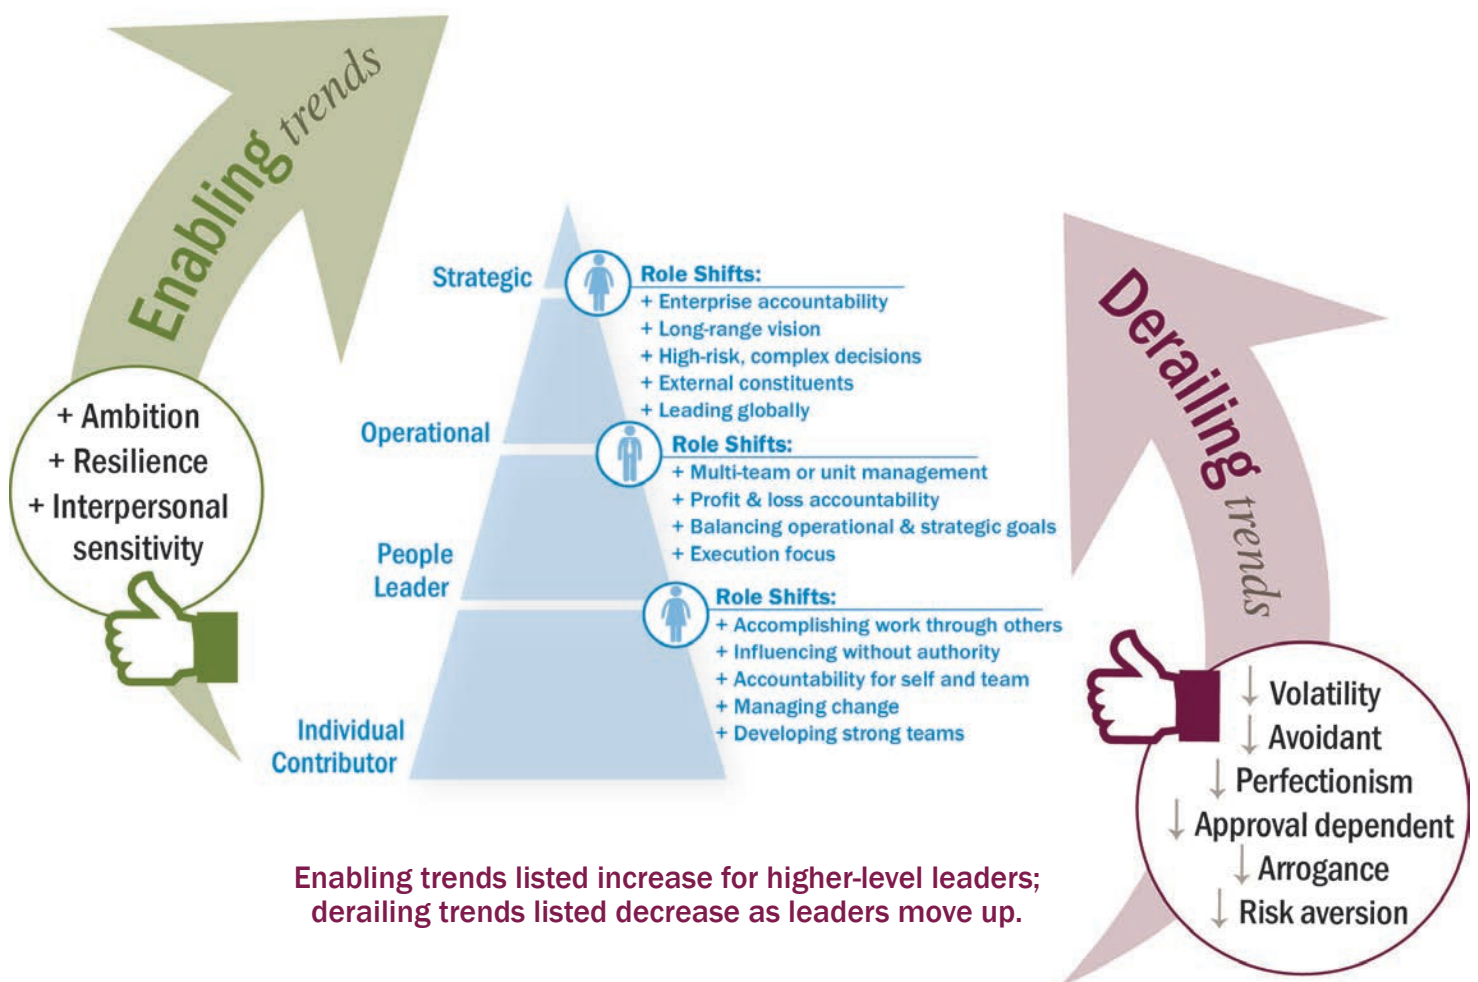 Enabling trends
+ Ambition
+ Resilience
+ Interpersonal
sensitivity
Strategic
Role Shifts:
+ Enterprise accountability
+ Long-range vision
+ High-risk, complex decisions
+ External constituents
+ Leading globally
Operational
Role Shifts:
+ Multi-team or unit management
+ Profit & loss accountability
+ Balancing operational & strategic goals
+ Execution focus
People
Leader
Role Shifts:
+ Accomplishing work through others
+ Influencing without authority
+ Accountability for self and team
+ Managing change
+ Developing strong teams
Individual
Contributor
Derailing trends
↓ Volatility
↓ Avoidant
↓ Perfectionism
↓ Approval dependent
↓ Arrogance
↓ Risk aversion
Enabling trends listed increase for higher-level leaders;
derailing trends listed decrease as leaders move up.